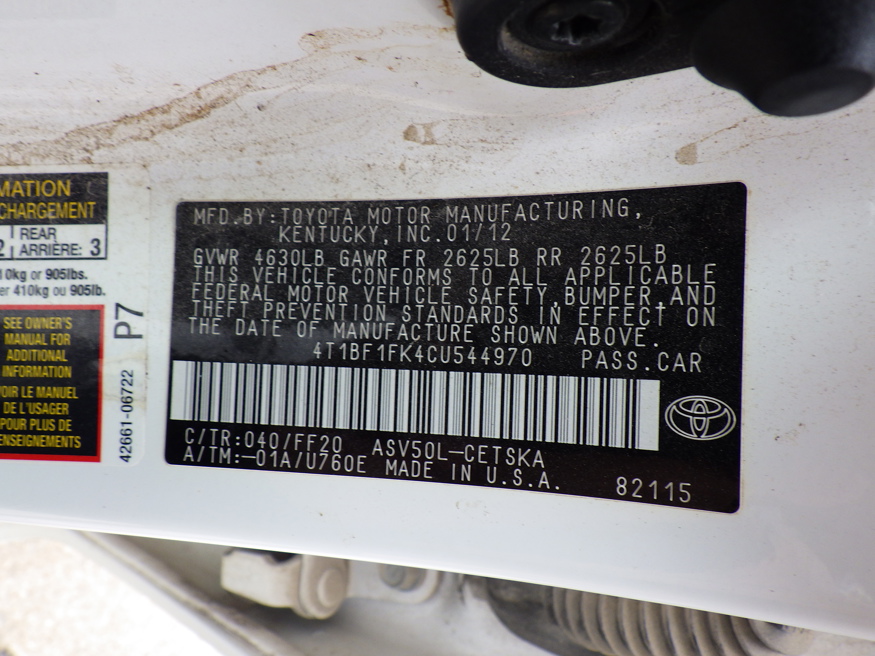 MATION
CHARGEMENT
2 REAR
ARRIÈRE: 3
10kg or 905lbs.
er 410kg ou 905lb.
SEE OWNER'S
MANUAL FOR
ADDITIONAL
INFORMATION
OIR LE MANUEL
DE L'USAGER
POUR PLUS DE
ENSEIGNEMENTS
P7
42661-06722
MFD.BY:TOYOTA MOTOR MANUFACTURING,
KENTUCKY,INC.01/12
GVWR 4630LB GAWR FR 2625LB RR 2625LB
THIS VEHICLE CONFORMS TO ALL APPLICABLE
FEDERAL MOTOR VEHICLE SAFETY,BUMPER,AND
THEFT PREVENTION STANDARDS IN EFFECT ON
THE DATE OF MANUFACTURE SHOWN ABOVE.
4T1BF1FK4CU544970 PASS.CAR
C/TR:040/FF20 ASV50L-CETSKA
A/TM:-01A/U760E MADE IN U.S.A.
82115